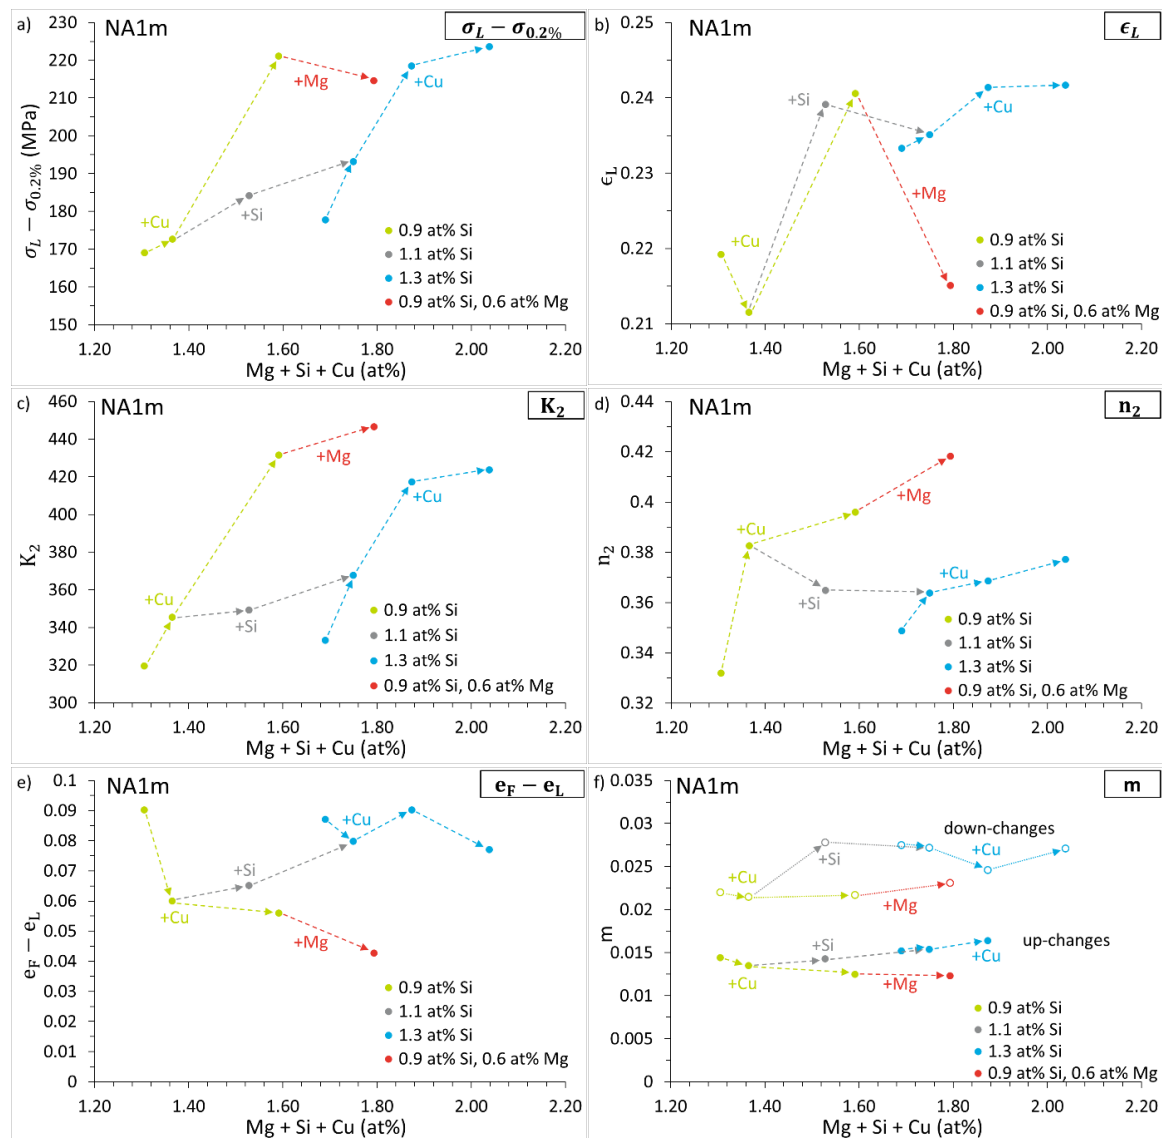 a) NA1m
σ_L − σ_0.2%
230
220
210
200
190
180
170
160
150
σ_L − σ_0.2% (MPa)
+Cu
+Si
+Mg
+Cu
0.9 at% Si
1.1 at% Si
1.3 at% Si
0.9 at% Si, 0.6 at% Mg
1.20 1.40 1.60 1.80 2.00 2.20
Mg + Si + Cu (at%)
b) NA1m
ϵ_L
0.25
0.24
0.23
0.22
0.21
ϵ_L
+Si
+Cu
+Mg
+Cu
0.9 at% Si
1.1 at% Si
1.3 at% Si
0.9 at% Si, 0.6 at% Mg
1.20 1.40 1.60 1.80 2.00 2.20
Mg + Si + Cu (at%)
c) NA1m
K_2
460
440
420
400
380
360
340
320
300
K_2
+Mg
+Cu
+Cu
+Si
0.9 at% Si
1.1 at% Si
1.3 at% Si
0.9 at% Si, 0.6 at% Mg
1.20 1.40 1.60 1.80 2.00 2.20
Mg + Si + Cu (at%)
d) NA1m
n_2
0.44
0.42
0.4
0.38
0.36
0.34
0.32
n_2
+Mg
+Cu
+Cu
+Si
0.9 at% Si
1.1 at% Si
1.3 at% Si
0.9 at% Si, 0.6 at% Mg
1.20 1.40 1.60 1.80 2.00 2.20
Mg + Si + Cu (at%)
e) NA1m
e_F − e_L
0.1
0.09
0.08
0.07
0.06
0.05
0.04
0.03
0.02
0.01
0
e_F − e_L
+Cu
+Si
+Cu
+Mg
0.9 at% Si
1.1 at% Si
1.3 at% Si
0.9 at% Si, 0.6 at% Mg
1.20 1.40 1.60 1.80 2.00 2.20
Mg + Si + Cu (at%)
f) NA1m
m
0.035
0.03
0.025
0.02
0.015
0.01
0.005
0
m
down-changes
+Cu
+Si
+Cu
+Mg
up-changes
+Si
+Cu
+Cu
+Mg
0.9 at% Si
1.1 at% Si
1.3 at% Si
0.9 at% Si, 0.6 at% Mg
1.20 1.40 1.60 1.80 2.00 2.20
Mg + Si + Cu (at%)